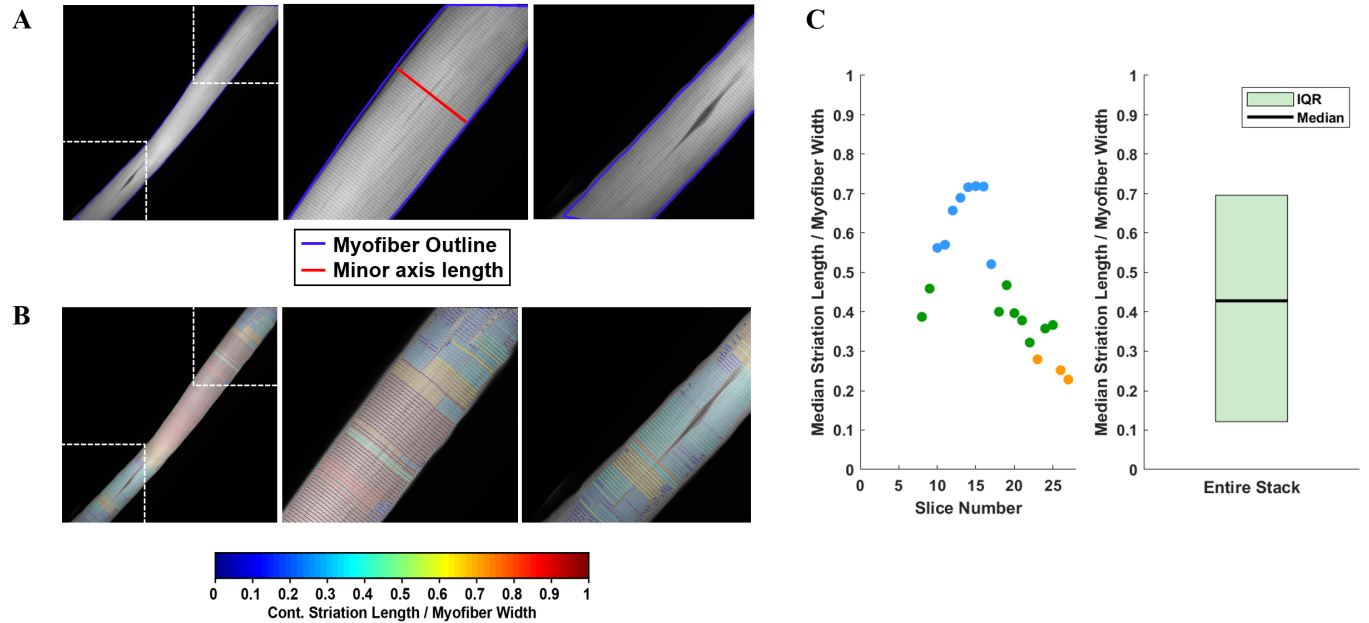 A
Myofiber Outline
Minor axis length
B
0 0.1 0.2 0.3 0.4 0.5 0.6 0.7 0.8 0.9 1
Cont. Striation Length / Myofiber Width
C
Median Striation Length / Myofiber Width
1
0.9
0.8
0.7
0.6
0.5
0.4
0.3
0.2
0.1
0
0 5 10 15 20 25
Slice Number
Median Striation Length / Myofiber Width
1
0.9
0.8
0.7
0.6
0.5
0.4
0.3
0.2
0.1
0
IQR
Median
Entire Stack